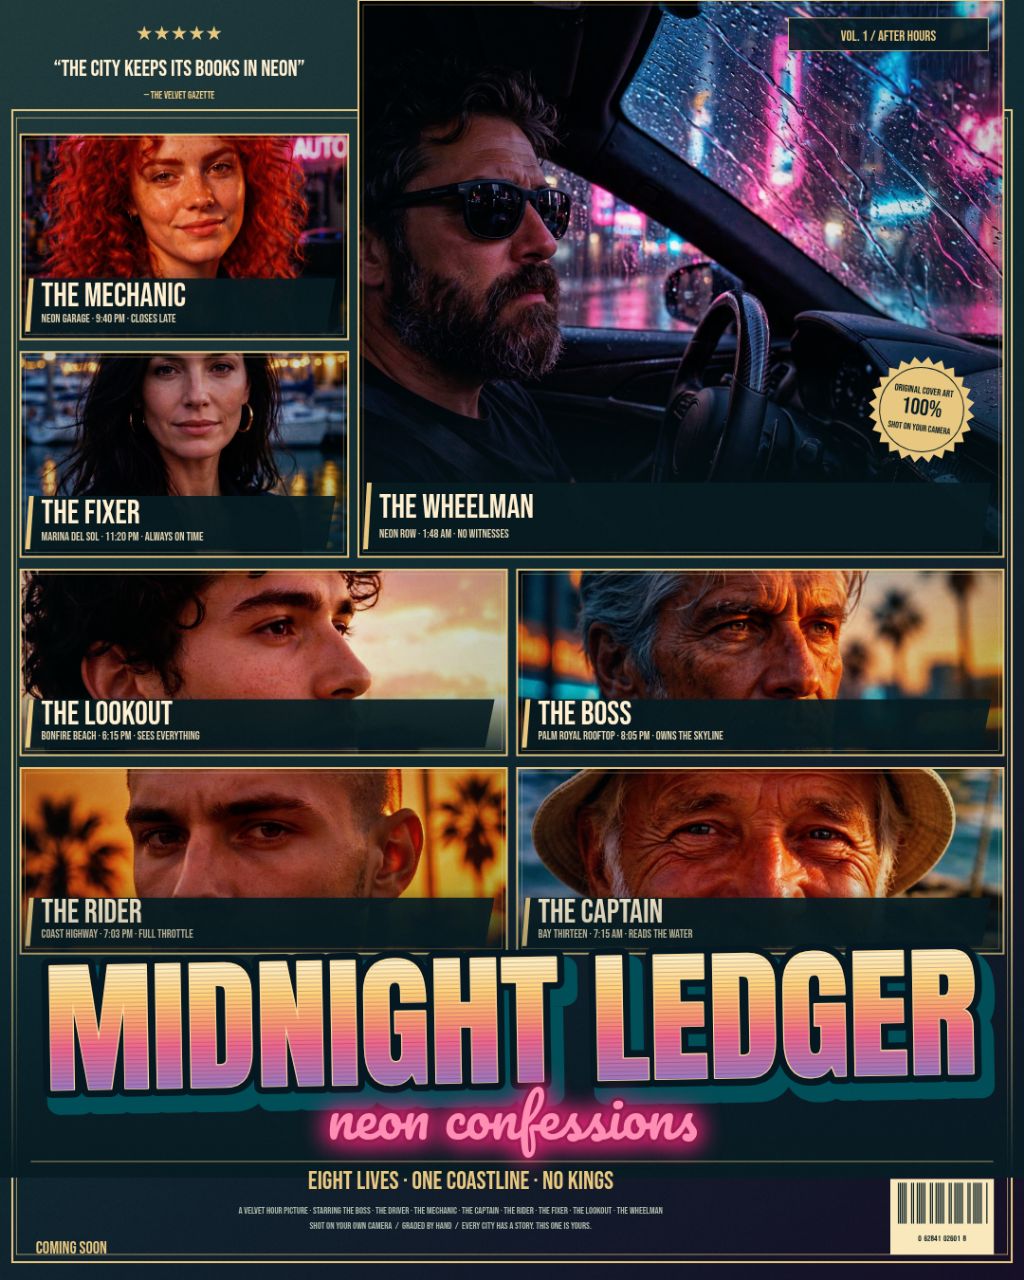 ★★★★★
“THE CITY KEEPS ITS BOOKS IN NEON”
– THE VELVET GAZETTE
VOL. 1 / AFTER HOURS
AUTO
THE MECHANIC
NEON GARAGE · 9:40 PM · CLOSES LATE
THE FIXER
MARINA DEL SOL · 11:20 PM · ALWAYS ON TIME
ORIGINAL COVER ART
100%
SHOT ON YOUR CAMERA
THE WHEELMAN
NEON ROW · 1:48 AM · NO WITNESSES
THE LOOKOUT
BONFIRE BEACH · 6:15 PM · SEES EVERYTHING
THE BOSS
PALM ROYAL ROOFTOP · 8:05 PM · OWNS THE SKYLINE
THE RIDER
COAST HIGHWAY · 7:03 PM · FULL THROTTLE
THE CAPTAIN
BAY THIRTEEN · 7:15 AM · READS THE WATER
MIDNIGHT LEDGER
neon confessions
EIGHT LIVES · ONE COASTLINE · NO KINGS
A VELVET HOUR PICTURE · STARRING THE BOSS · THE DRIVER · THE MECHANIC · THE CAPTAIN · THE RIDER · THE FIXER · THE LOOKOUT · THE WHEELMAN
SHOT ON YOUR OWN CAMERA / GRADED BY HAND / EVERY CITY HAS A STORY. THIS ONE IS YOURS.
COMING SOON
0 62841 02601 8